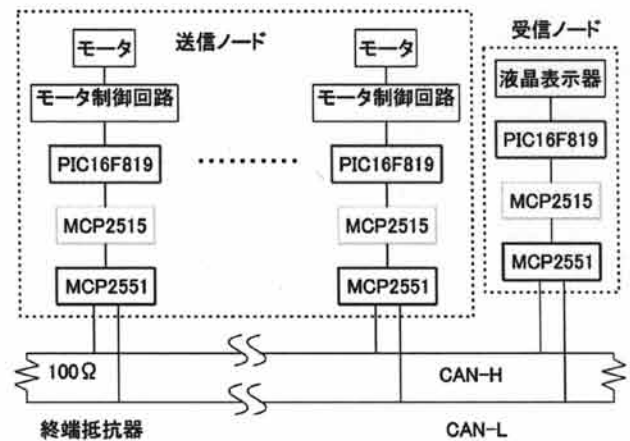 送信ノード
モータ
モータ制御回路
PIC16F819
MCP2515
MCP2551
モータ
モータ制御回路
PIC16F819
MCP2515
MCP2551
受信ノード
液晶表示器
PIC16F819
MCP2515
MCP2551
100Ω
CAN-H
終端抵抗器
CAN-L